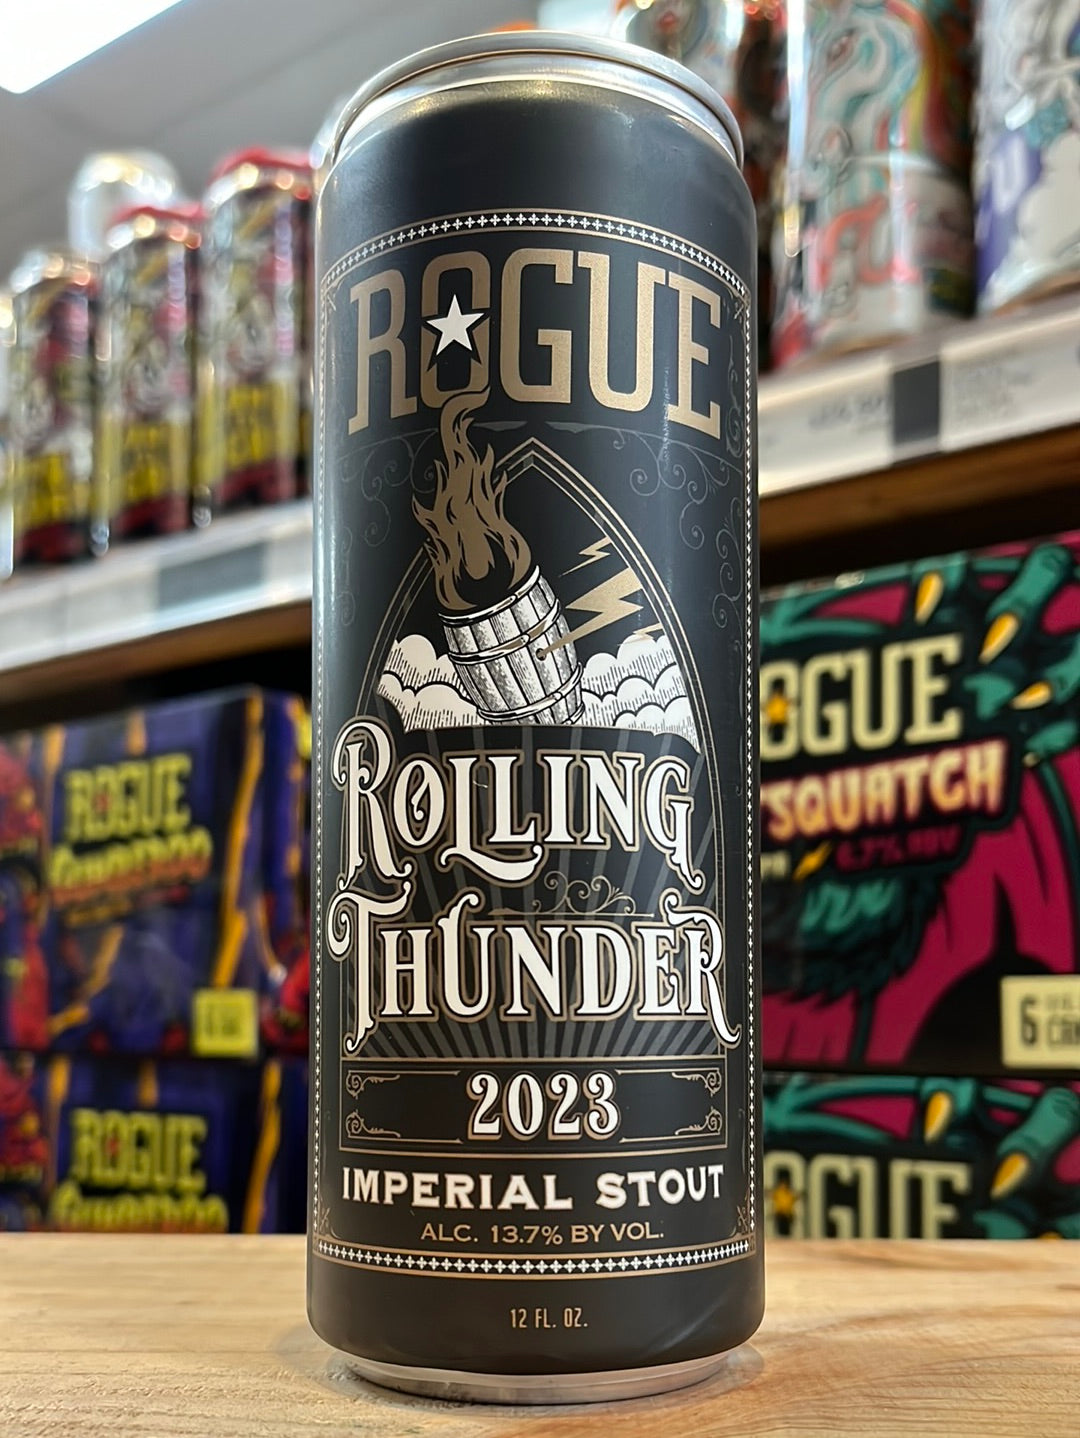 ROGUE
ROLLING
THUNDER
2023
IMPERIAL STOUT
ALC. 13.7% BY VOL.
12 FL. OZ.
ROGUE
ROGUE
ROGUE
SQUATCH
6
ROGUE